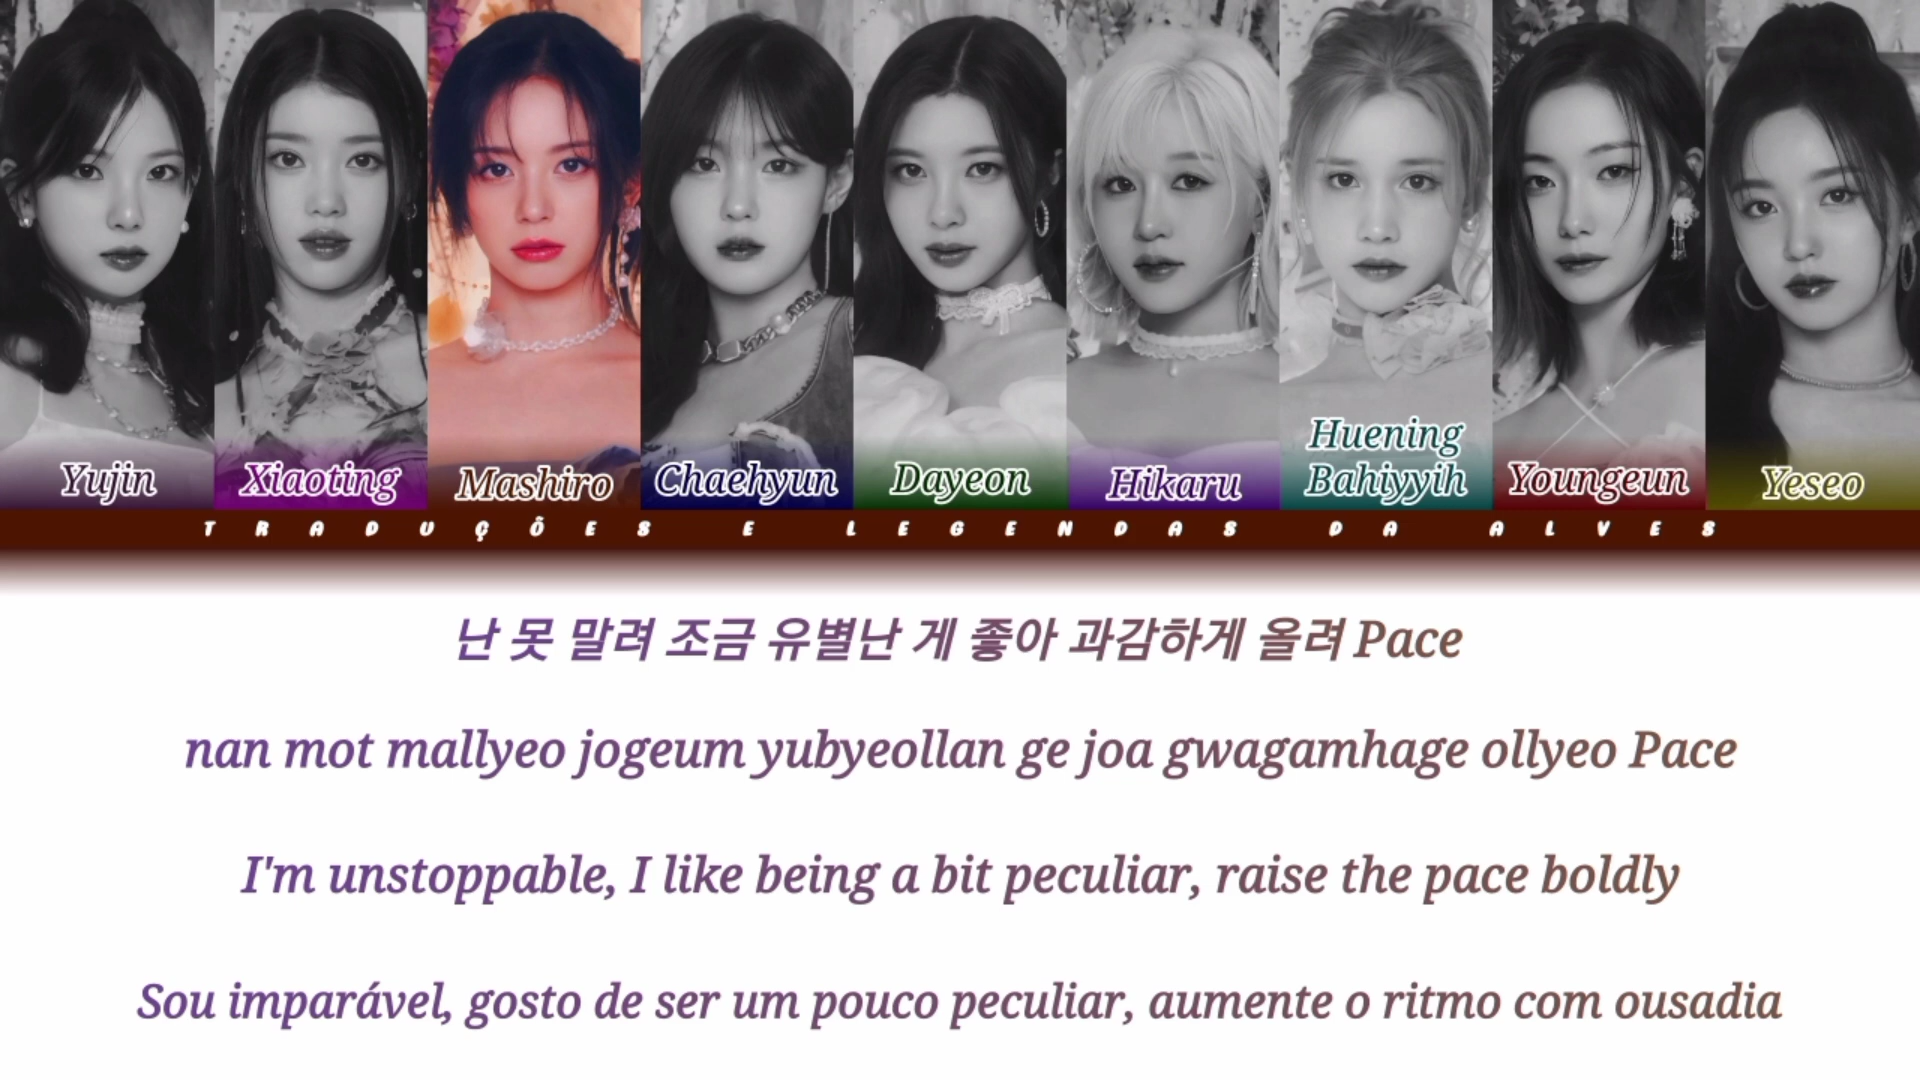 Yujin
Xiaoting
Mashiro
Chaehyun
Dayeon
Hikaru
Huening
Bahiyyih
Youngeun
Yeseo
TRADUÇÕES E LEGENDAS DA ALVES
난 못 말려 조금 유별난 게 좋아 과감하게 올려 Pace
nan mot mallyeo jogeum yubyeollan ge joa gwagamhage ollyeo Pace
I'm unstoppable, I like being a bit peculiar, raise the pace boldly
Sou imparável, gosto de ser um pouco peculiar, aumente o ritmo com ousadia